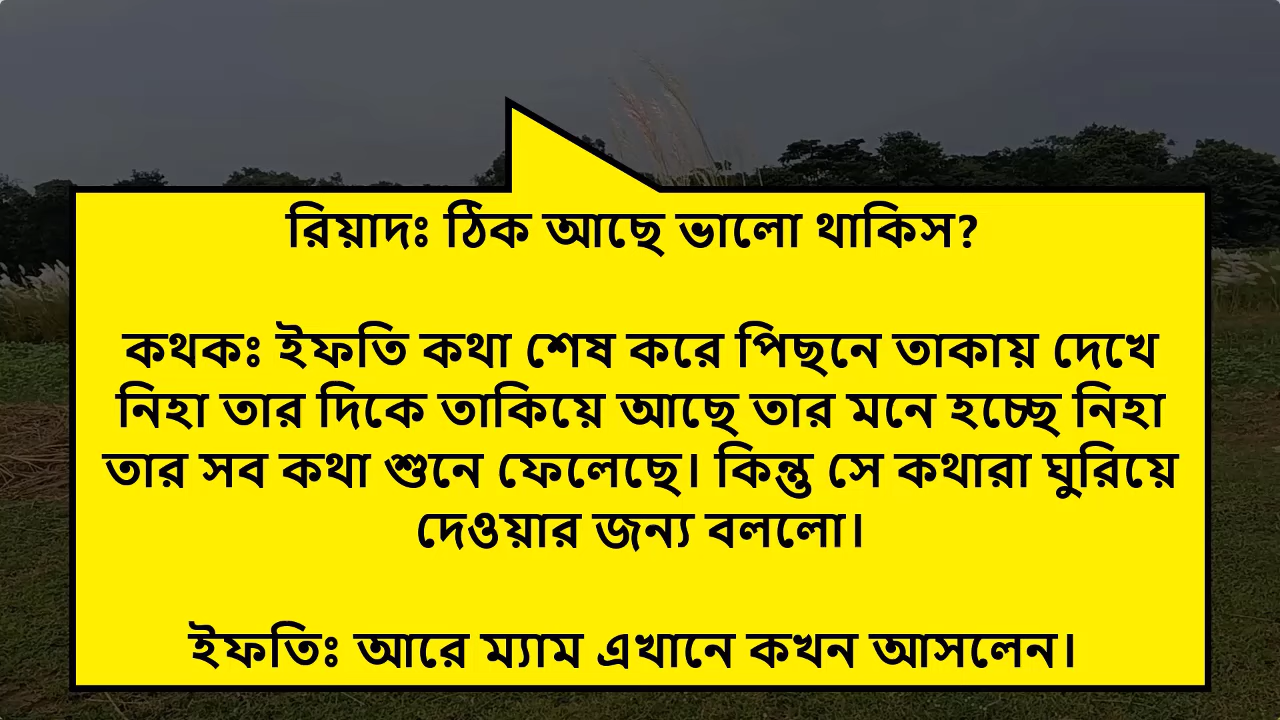 রিয়াদঃ ঠিক আছে ভালো থাকিস?
কথকঃ ইফতি কথা শেষ করে পিছনে তাকায় দেখে
নিহা তার দিকে তাকিয়ে আছে তার মনে হচ্ছে নিহা
তার সব কথা শুনে ফেলেছে। কিন্তু সে কথারা ঘুরিয়ে
দেওয়ার জন্য বললো।
ইফতিঃ আরে ম্যাম এখানে কখন আসলেন।